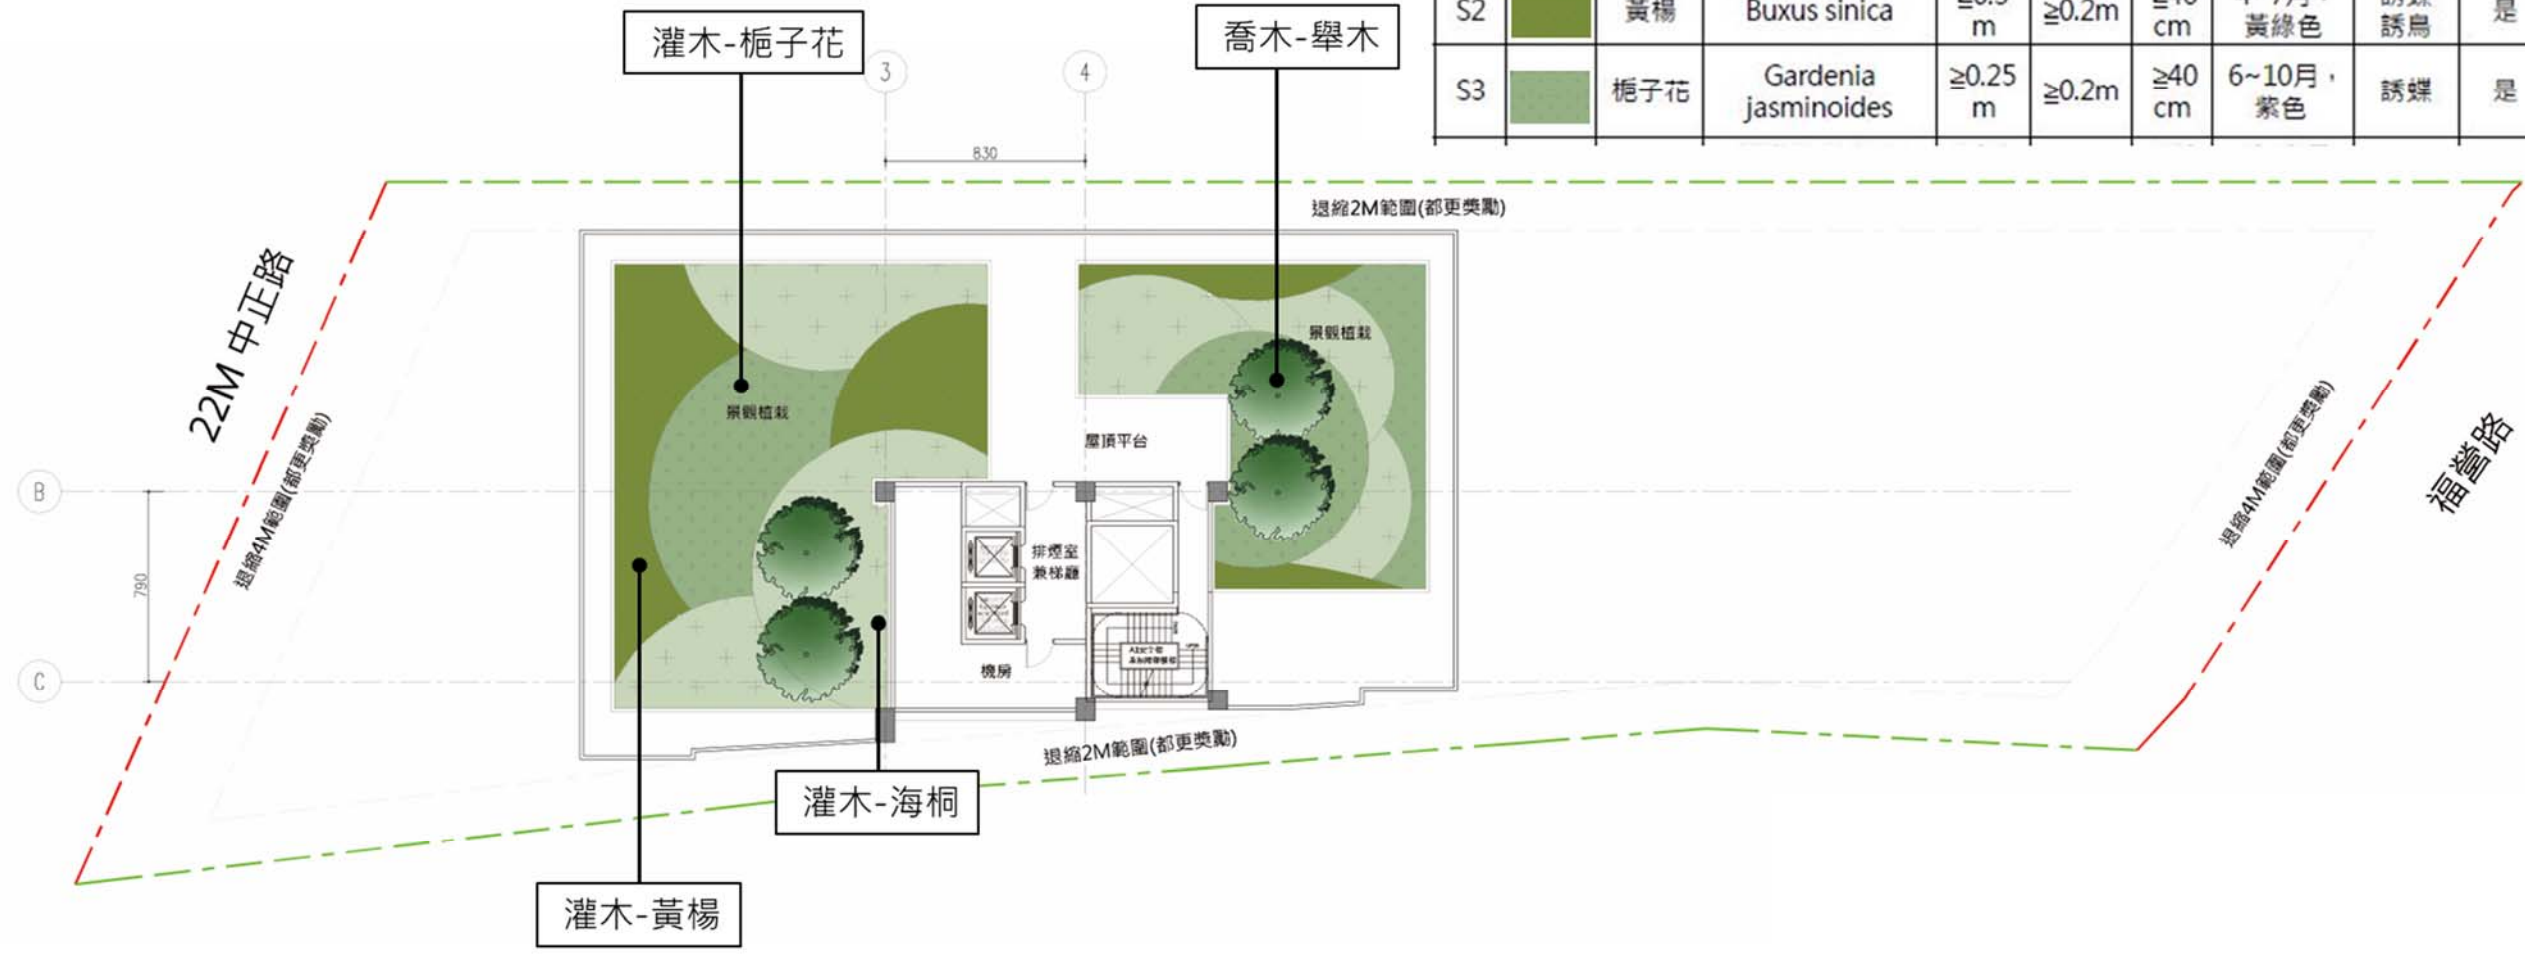 灌木-梔子花
喬木-舉木
S2 黃楊 Buxus sinica m ≧0.2m cm 黃綠色 誘鳥 是
S3 梔子花 Gardenia jasminoides ≧0.25 m ≧0.2m ≧40 cm 6~10月, 紫色 誘蝶 是
3
4
830
退縮2M範圍(都更獎勵)
22M 中正路
退縮4M範圍(都更獎勵)
景觀植栽
景觀植栽
屋頂平台
B
790
C
排煙室
兼梯廳
機房
退縮4M範圍(都更獎勵)
福營路
退縮2M範圍(都更獎勵)
灌木-海桐
灌木-黃楊